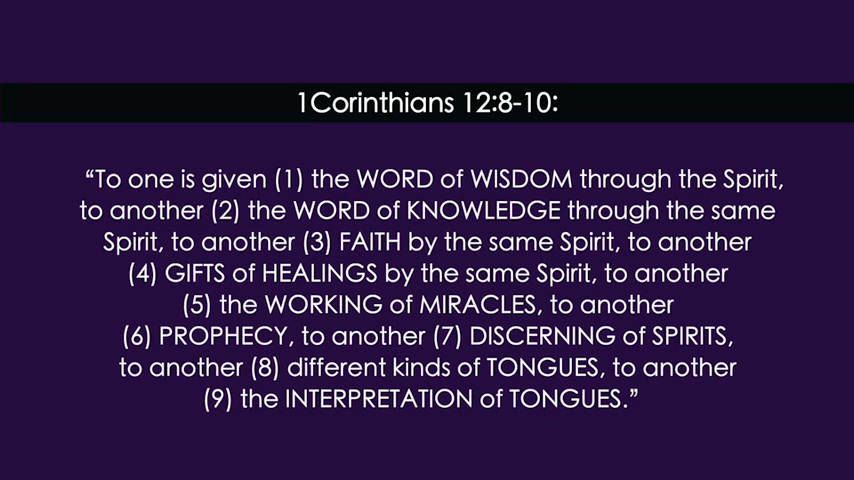 1Corinthians 12:8-10:
“To one is given (1) the WORD of WISDOM through the Spirit,
to another (2) the WORD of KNOWLEDGE through the same
Spirit, to another (3) FAITH by the same Spirit, to another
(4) GIFTS of HEALINGS by the same Spirit, to another
(5) the WORKING of MIRACLES, to another
(6) PROPHECY, to another (7) DISCERNING of SPIRITS,
to another (8) different kinds of TONGUES, to another
(9) the INTERPRETATION of TONGUES.”